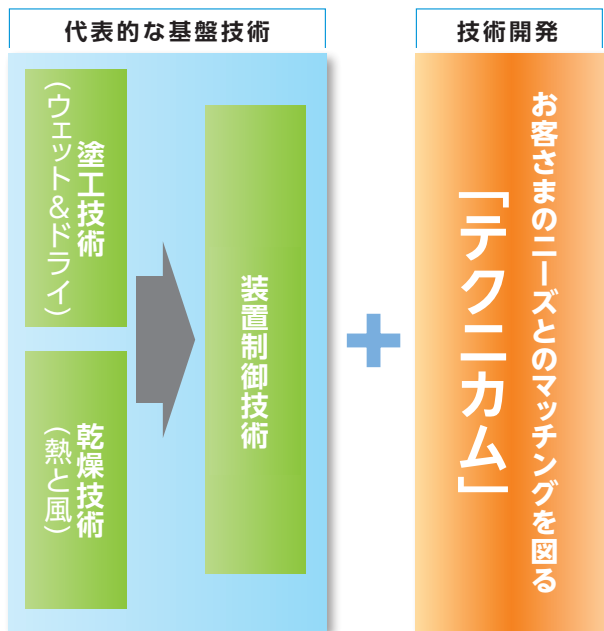 代表的な基盤技術
塗工技術
(ウェット&ドライ)
乾燥技術
(熱と風)
装置制御技術
技術開発
お客さまのニーズとのマッチングを図る
「テクニカム」